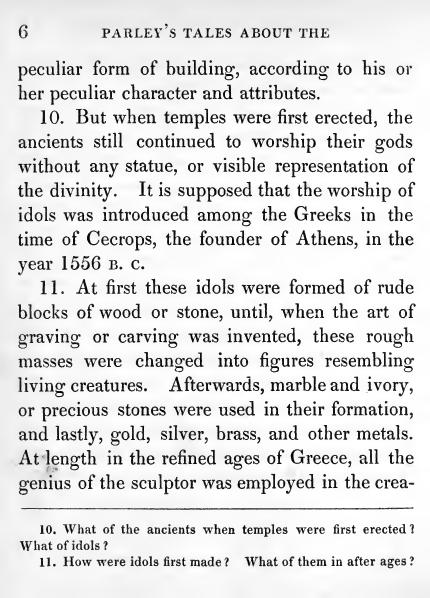 6 PARLEY'S TALES ABOUT THE
peculiar form of building, according to his or
her peculiar character and attributes.
10. But when temples were first erected, the
ancients still continued to worship their gods
without any statue, or visible representation of
the divinity. It is supposed that the worship of
idols was introduced among the Greeks in the
time of Cecrops, the founder of Athens, in the
year 1556 B. C.
11. At first these idols were formed of rude
blocks of wood or stone, until, when the art of
graving or carving was invented, these rough
masses were changed into figures resembling
living creatures. Afterwards, marble and ivory,
or precious stones were used in their formation,
and lastly, gold, silver, brass, and other metals.
At length in the refined ages of Greece, all the
genius of the sculptor was employed in the crea-
10. What of the ancients when temples were first erected?
What of idols?
11. How were idols first made? What of them in after ages?